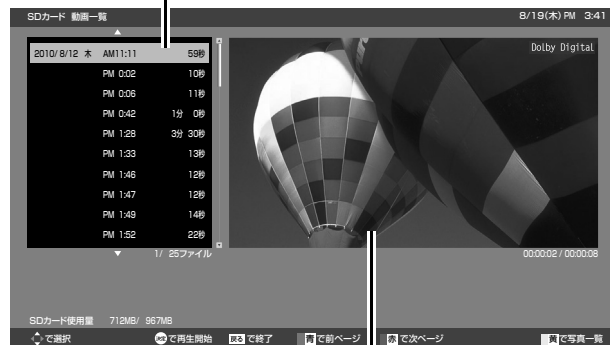 SDカード 動画一覧
8/19(木) PM 3:41
2010/ 8/12 木 AM11:11 59秒
PM 0:02 10秒
PM 0:06 11秒
PM 0:42 1分 0秒
PM 1:28 3分 30秒
PM 1:33 13秒
PM 1:46 12秒
PM 1:47 12秒
PM 1:49 14秒
PM 1:52 22秒
Dolby Digital
1/ 25ファイル
00:00:02 / 00:00:08
SDカード使用量 712MB/ 967MB
で選択 決定 で再生開始 戻る で終了 青 で前ページ 赤 で次ページ 黄 で写真一覧